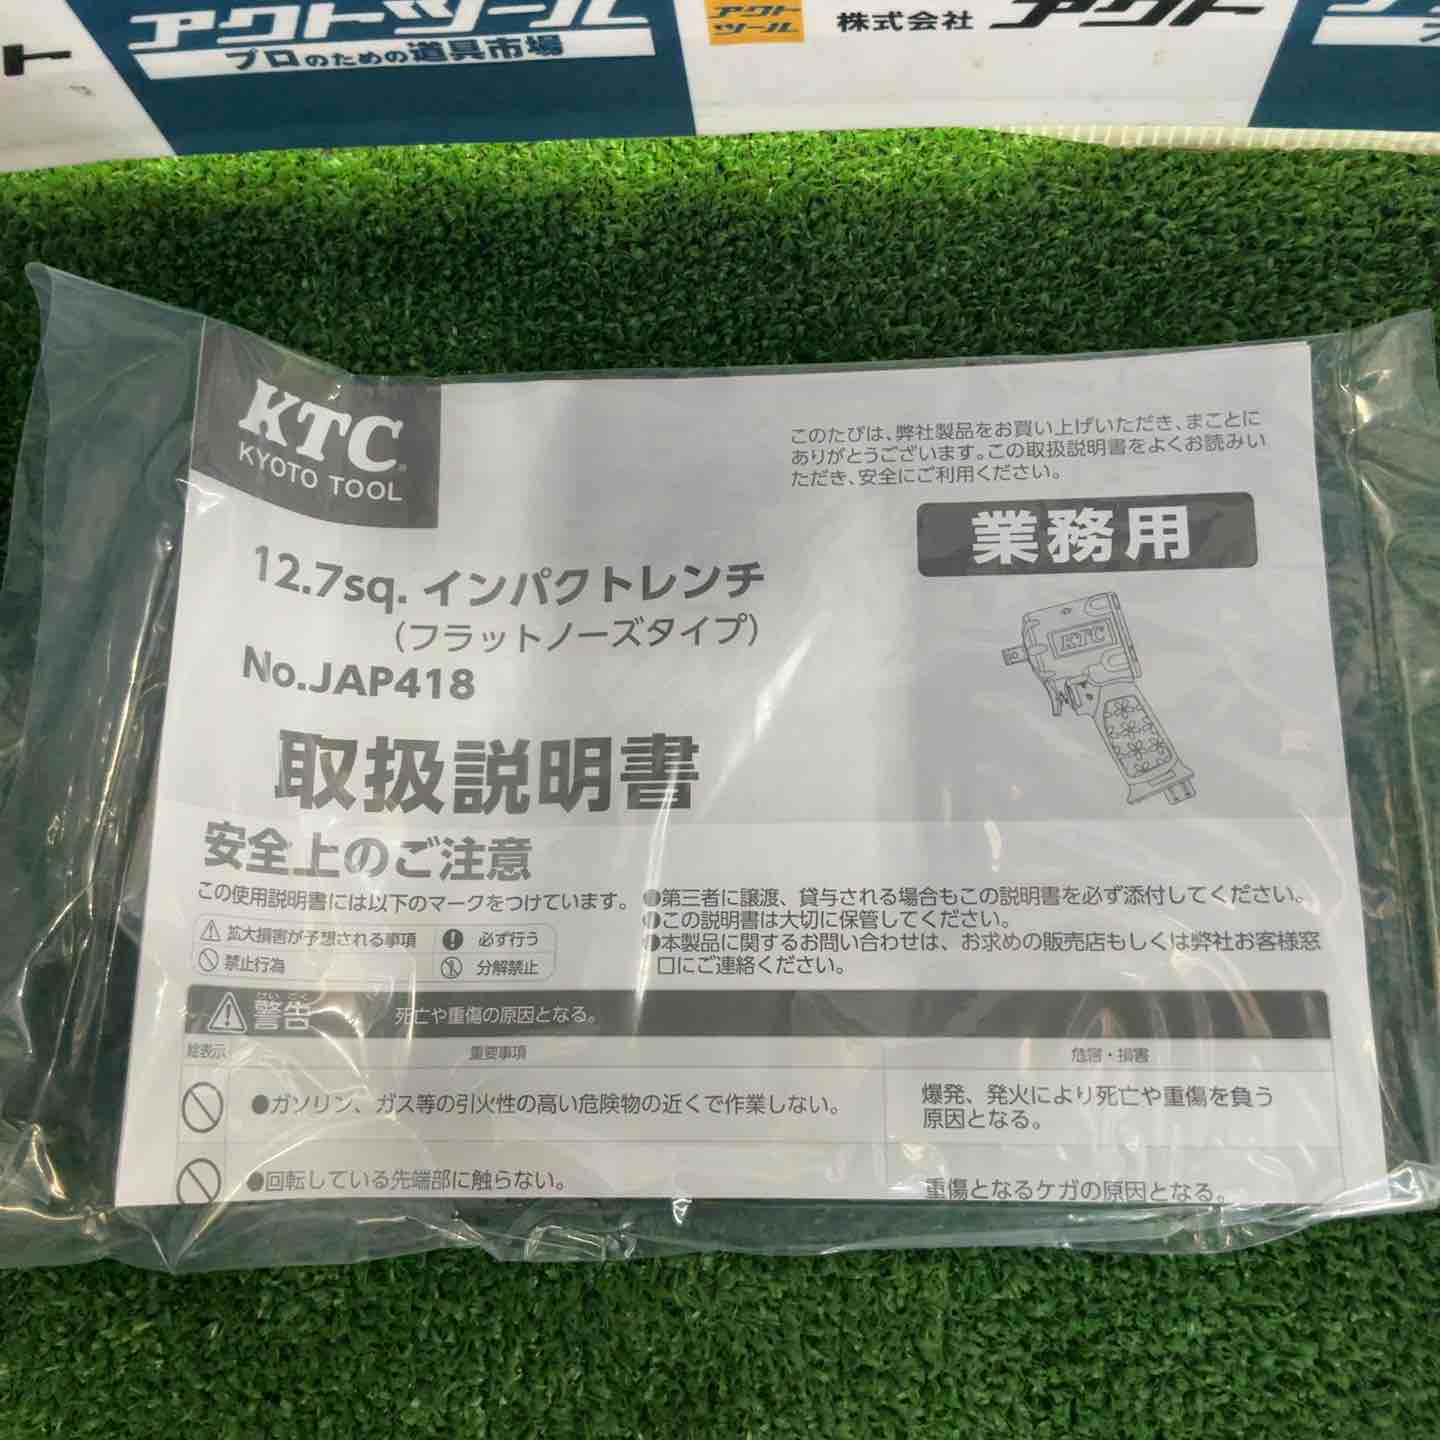 ト
アクトツール
プロのための道具市場
アクト
ツール
株式会社 アクト
KTC
KYOTO TOOL
このたびは、弊社製品をお買い上げいただき、まことに
ありがとうございます。この取扱説明書をよくお読みい
ただき、安全にご利用ください。
業務用
12.7sq. インパクトレンチ
(フラットノーズタイプ)
No.JAP418
KTC
取扱説明書
安全上のご注意
この使用説明書には以下のマークをつけています。
拡大損害が予想される事項 必ず行う
禁止行為 分解禁止
●第三者に譲渡、貸与される場合もこの説明書を必ず添付してください。
●この説明書は大切に保管してください。
●本製品に関するお問い合わせは、お求めの販売店もしくは弊社お客様窓
口にご連絡ください。
けい こく
警告 死亡や重傷の原因となる。
絵表示 重要事項 危害・損害
●ガソリン、ガス等の引火性の高い危険物の近くで作業しない。
爆発、発火により死亡や重傷を負う
原因となる。
●回転している先端部に触らない。
重傷となるケガの原因となる。